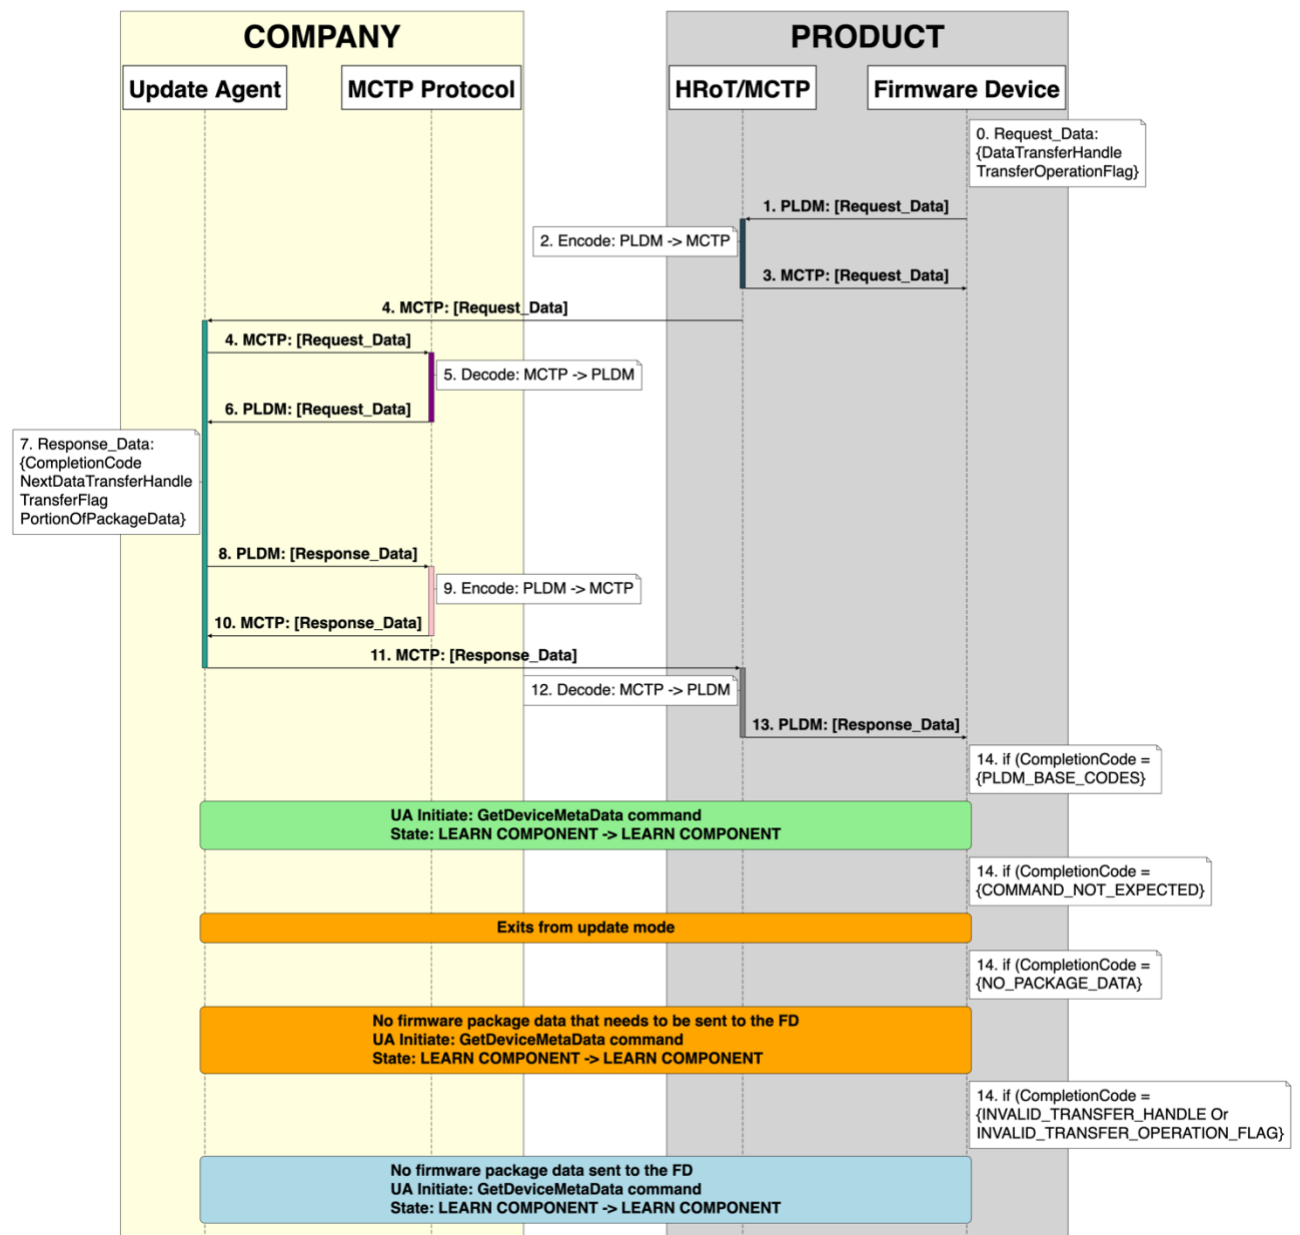 COMPANY
PRODUCT
Update Agent
MCTP Protocol
HRoT/MCTP
Firmware Device
0. Request_Data:
{DataTransferHandle
TransferOperationFlag}
1. PLDM: [Request_Data]
2. Encode: PLDM -> MCTP
3. MCTP: [Request_Data]
4. MCTP: [Request_Data]
4. MCTP: [Request_Data]
5. Decode: MCTP -> PLDM
6. PLDM: [Request_Data]
7. Response_Data:
{CompletionCode
NextDataTransferHandle
TransferFlag
PortionOfPackageData}
8. PLDM: [Response_Data]
9. Encode: PLDM -> MCTP
10. MCTP: [Response_Data]
11. MCTP: [Response_Data]
12. Decode: MCTP -> PLDM
13. PLDM: [Response_Data]
14. if (CompletionCode =
{PLDM_BASE_CODES}
UA Initiate: GetDeviceMetaData command
State: LEARN COMPONENT -> LEARN COMPONENT
14. if (CompletionCode =
{COMMAND_NOT_EXPECTED}
Exits from update mode
14. if (CompletionCode =
{NO_PACKAGE_DATA}
No firmware package data that needs to be sent to the FD
UA Initiate: GetDeviceMetaData command
State: LEARN COMPONENT -> LEARN COMPONENT
14. if (CompletionCode =
{INVALID_TRANSFER_HANDLE Or
INVALID_TRANSFER_OPERATION_FLAG}
No firmware package data sent to the FD
UA Initiate: GetDeviceMetaData command
State: LEARN COMPONENT -> LEARN COMPONENT